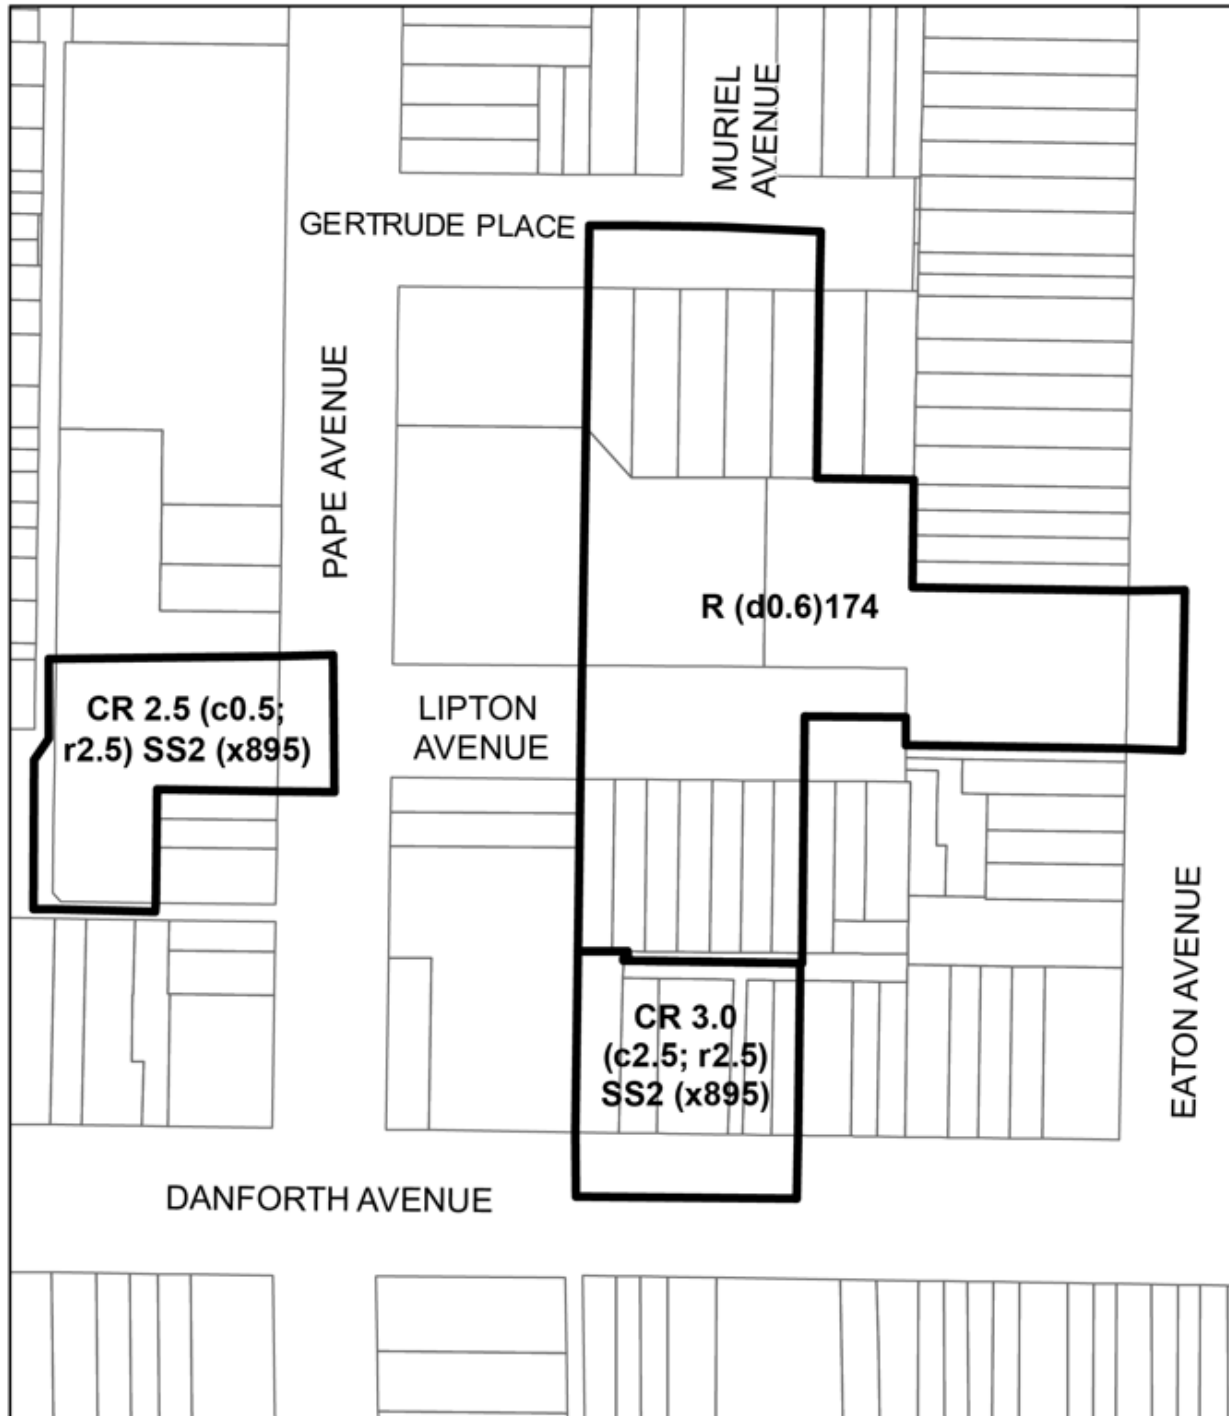 MURIEL
AVENUE
GERTRUDE PLACE
PAPE AVENUE
R (d0.6)174
CR 2.5 (c0.5;
r2.5) SS2 (x895)
LIPTON
AVENUE
EATON AVENUE
CR 3.0
(c2.5; r2.5)
SS2 (x895)
DANFORTH AVENUE